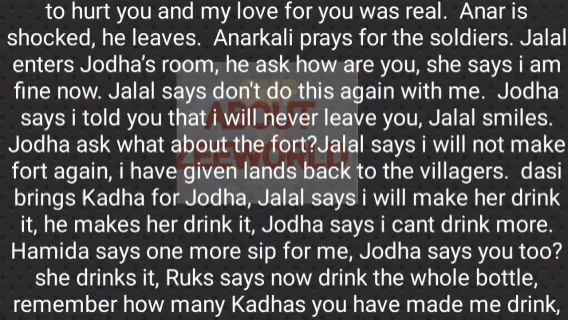 to hurt you and my love for you was real.  Anar is
shocked, he leaves.  Anarkali prays for the soldiers. Jalal
enters Jodha’s room, he ask how are you, she says i am
fine now. Jalal says don't do this again with me.  Jodha
says i told you that i will never leave you, Jalal smiles.
Jodha ask what about the fort?Jalal says i will not make
fort again, i have given lands back to the villagers.  dasi
brings Kadha for Jodha, Jalal says i will make her drink
it, he makes her drink it, Jodha says i cant drink more.
Hamida says one more sip for me, Jodha says you too?
she drinks it, Ruks says now drink the whole bottle,
remember how many Kadhas you have made me drink,
ABOUT
ZEEWORLD